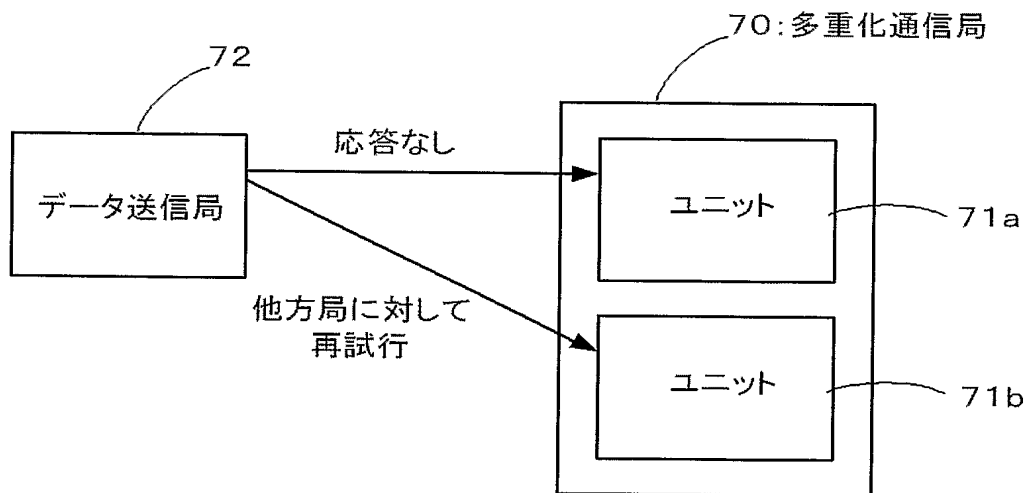 70:多重化通信局
72
応答なし
データ送信局
ユニット
71a
他方局に対して
再試行
ユニット
71b